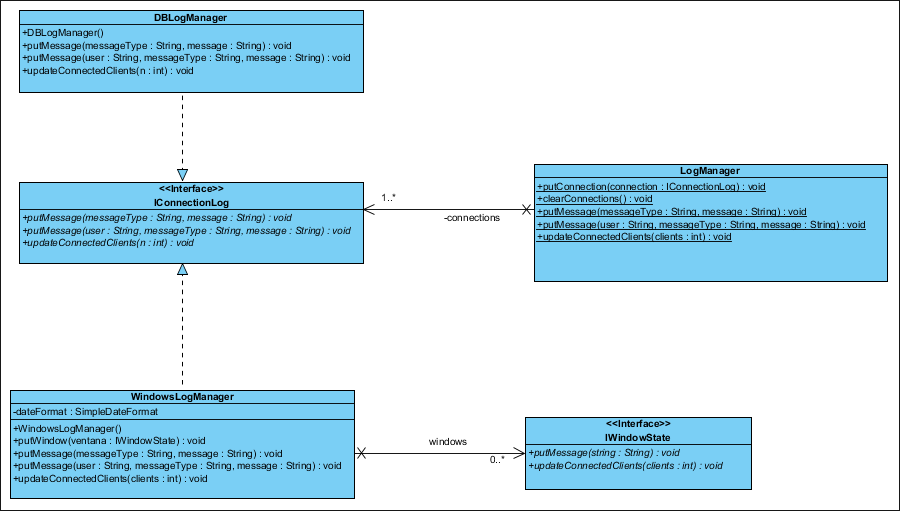 DBLogManager
+DBLogManager()
+putMessage(messageType : String, message : String) : void
+putMessage(user : String, messageType : String, message : String) : void
+updateConnectedClients(n : int) : void
<<Interface>>
IConnectionLog
+putMessage(messageType : String, message : String) : void
+putMessage(user : String, messageType : String, message : String) : void
+updateConnectedClients(n : int) : void
1..*
-connections
LogManager
+putConnection(connection : IConnectionLog) : void
+clearConnections() : void
+putMessage(messageType : String, message : String) : void
+putMessage(user : String, messageType : String, message : String) : void
+updateConnectedClients(clients : int) : void
WindowsLogManager
-dateFormat : SimpleDateFormat
+WindowsLogManager()
+putWindow(ventana : IWindowState) : void
+putMessage(messageType : String, message : String) : void
+putMessage(user : String, messageType : String, message : String) : void
+updateConnectedClients(clients : int) : void
windows
0..*
<<Interface>>
IWindowState
+putMessage(string : String) : void
+updateConnectedClients(clients : int) : void